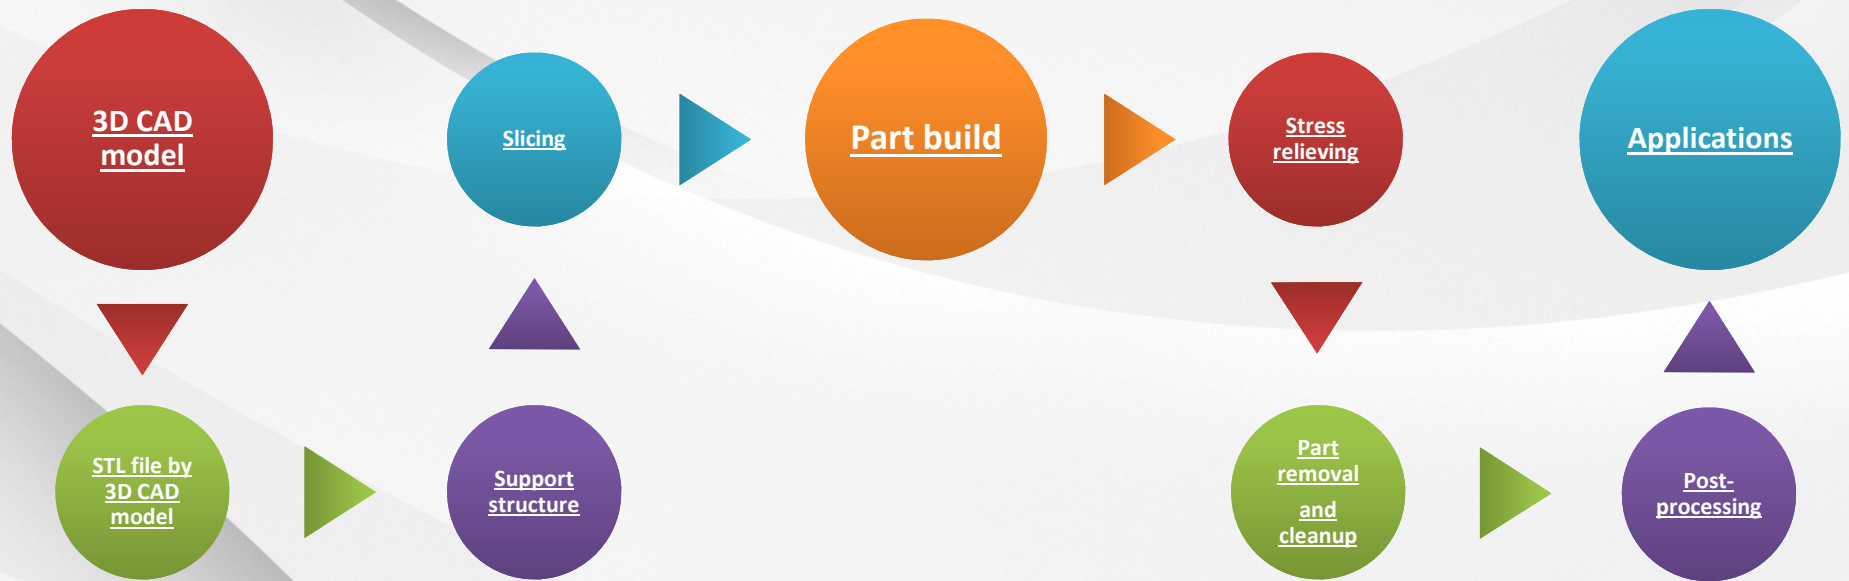 3D CAD
model
STL file by
3D CAD
model
Support
structure
Slicing
Part build
Stress
relieving
Part
removal
and
cleanup
Post-
processing
Applications